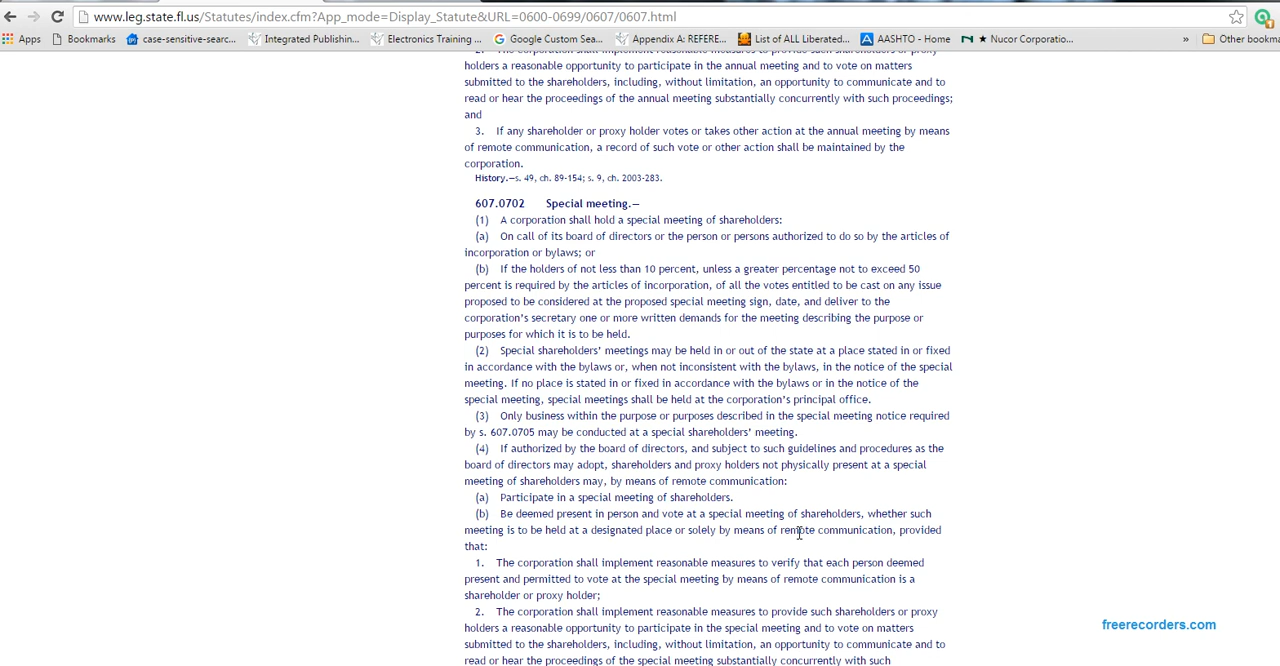 www.leg.state.fl.us/Statutes/index.cfm?App_mode=Display_Statute&URL=0600-0699/0607/0607.html
Apps Bookmarks case-sensitive-searc... Integrated Publishin... Electronics Training ... Google Custom Sea... Appendix A: REFERE... List of ALL Liberated... AASHTO - Home ★ Nucor Corporatio... » Other bookma
2. The corporation shall implement reasonable measures to provide such shareholders or proxy
holders a reasonable opportunity to participate in the annual meeting and to vote on matters
submitted to the shareholders, including, without limitation, an opportunity to communicate and to
read or hear the proceedings of the annual meeting substantially concurrently with such proceedings;
and
3. If any shareholder or proxy holder votes or takes other action at the annual meeting by means
of remote communication, a record of such vote or other action shall be maintained by the
corporation.
History.—s. 49, ch. 89-154; s. 9, ch. 2003-283.
607.0702 Special meeting.—
(1) A corporation shall hold a special meeting of shareholders:
(a) On call of its board of directors or the person or persons authorized to do so by the articles of
incorporation or bylaws; or
(b) If the holders of not less than 10 percent, unless a greater percentage not to exceed 50
percent is required by the articles of incorporation, of all the votes entitled to be cast on any issue
proposed to be considered at the proposed special meeting sign, date, and deliver to the
corporation's secretary one or more written demands for the meeting describing the purpose or
purposes for which it is to be held.
(2) Special shareholders' meetings may be held in or out of the state at a place stated in or fixed
in accordance with the bylaws or, when not inconsistent with the bylaws, in the notice of the special
meeting. If no place is stated in or fixed in accordance with the bylaws or in the notice of the
special meeting, special meetings shall be held at the corporation's principal office.
(3) Only business within the purpose or purposes described in the special meeting notice required
by s. 607.0705 may be conducted at a special shareholders' meeting.
(4) If authorized by the board of directors, and subject to such guidelines and procedures as the
board of directors may adopt, shareholders and proxy holders not physically present at a special
meeting of shareholders may, by means of remote communication:
(a) Participate in a special meeting of shareholders.
(b) Be deemed present in person and vote at a special meeting of shareholders, whether such
meeting is to be held at a designated place or solely by means of remote communication, provided
that:
1. The corporation shall implement reasonable measures to verify that each person deemed
present and permitted to vote at the special meeting by means of remote communication is a
shareholder or proxy holder;
2. The corporation shall implement reasonable measures to provide such shareholders or proxy
holders a reasonable opportunity to participate in the special meeting and to vote on matters
submitted to the shareholders, including, without limitation, an opportunity to communicate and to
read or hear the proceedings of the special meeting substantially concurrently with such
freerecorders.com